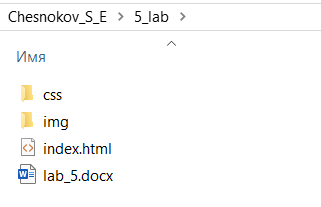 Chesnokov_S_E > 5_lab >
Имя
css
img
index.html
lab_5.docx